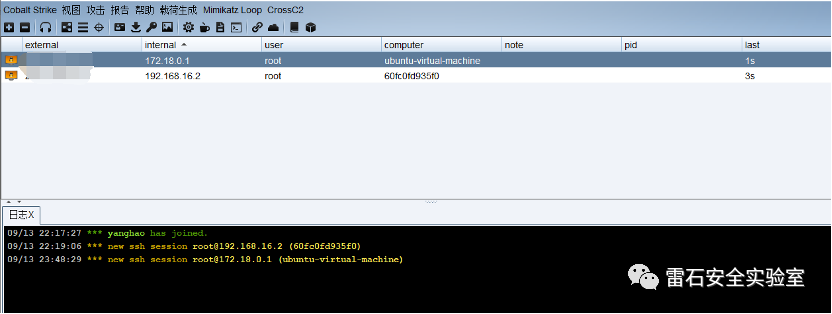 Cobalt Strike 视图 攻击 报告 帮助 载荷生成 Mimikatz Loop CrossC2
external internal user computer note pid last
172.18.0.1 root ubuntu-virtual-machine 1s
192.168.16.2 root 60fc0fd935f0 3s
日志X
09/13 22:17:27 *** yanghao has joined.
09/13 22:19:06 *** new ssh session root@192.168.16.2 (60fc0fd935f0)
09/13 23:48:29 *** new ssh session root@172.18.0.1 (ubuntu-virtual-machine)
雷石安全实验室